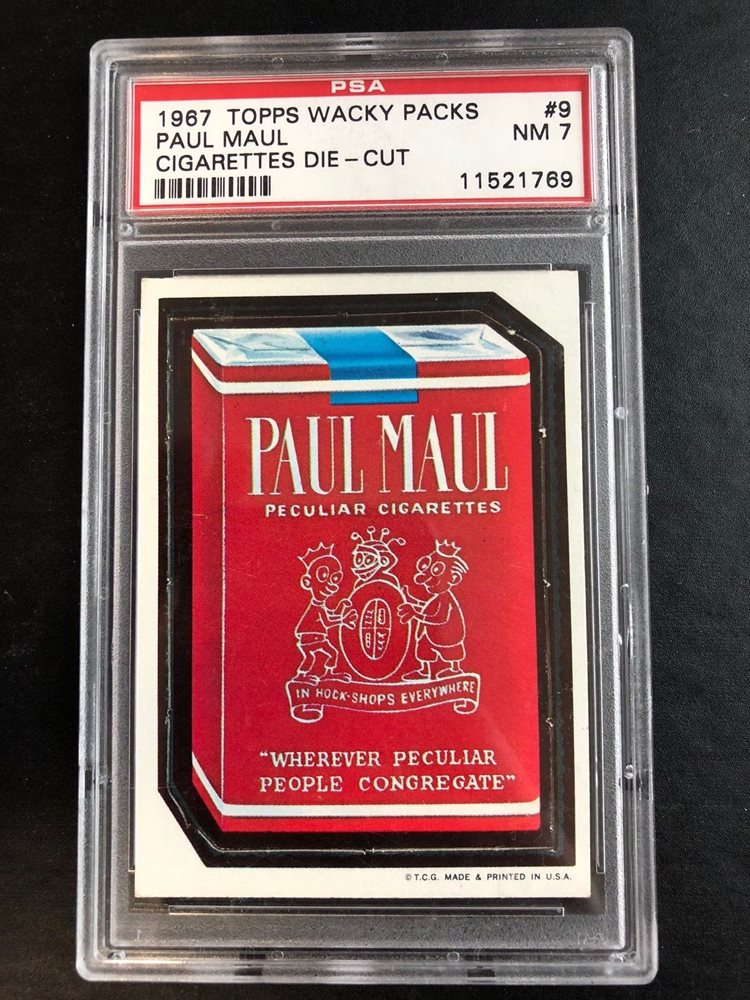 PSA
1967 TOPPS WACKY PACKS #9
PAUL MAUL NM 7
CIGARETTES DIE-CUT
11521769
PAUL MAUL
PECULIAR CIGARETTES
IN HOCK-SHOPS EVERYWHERE
"WHEREVER PECULIAR
PEOPLE CONGREGATE"
©T.C.G. MADE & PRINTED IN U.S.A.